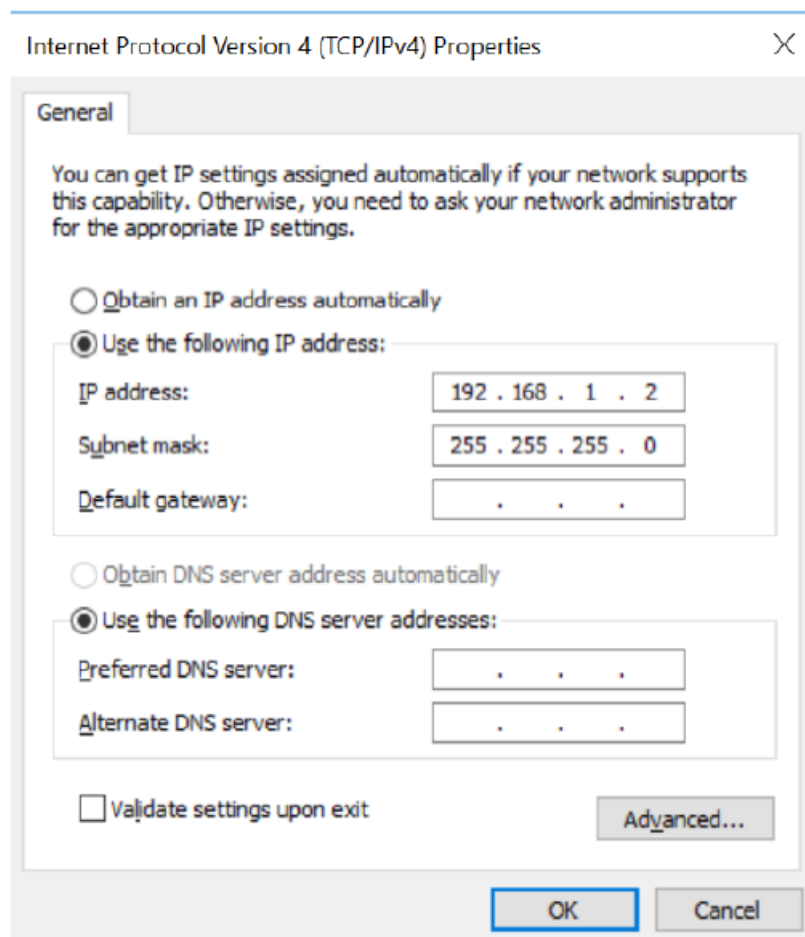 Internet Protocol Version 4 (TCP/IPv4) Properties
General
You can get IP settings assigned automatically if your network supports
this capability. Otherwise, you need to ask your network administrator
for the appropriate IP settings.
Obtain an IP address automatically
Use the following IP address:
IP address: 192 . 168 . 1 . 2
Subnet mask: 255 . 255 . 255 . 0
Default gateway: . . .
Obtain DNS server address automatically
Use the following DNS server addresses:
Preferred DNS server: . . .
Alternate DNS server: . . .
Validate settings upon exit
Advanced...
OK Cancel